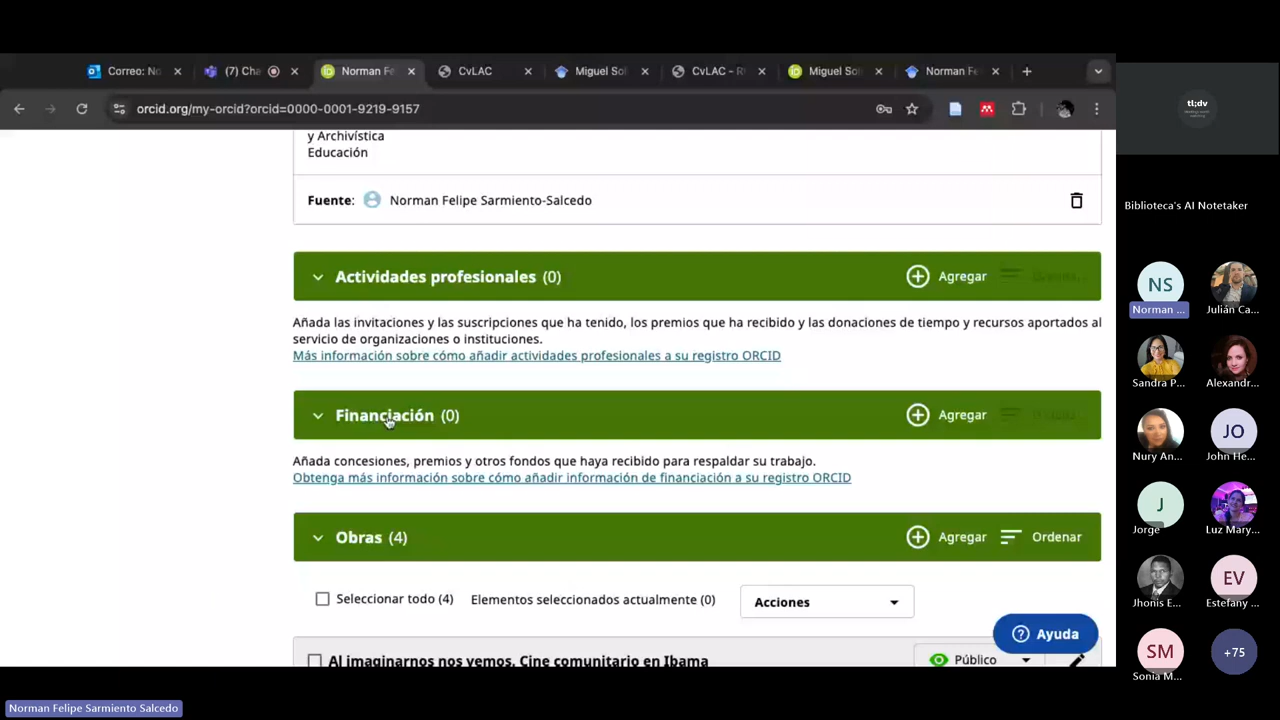 Correo: No
(7) Cha
Norman Fe
CvLAC
Miguel Sol
CvLAC - R
Miguel So
Norman Fe
orcid.org/my-orcid?orcid=0000-0001-9219-9157
y Archivística
Educación
Fuente: Norman Felipe Sarmiento-Salcedo
Actividades profesionales (0)
Agregar
Añada las invitaciones y las suscripciones que ha tenido, los premios que ha recibido y las donaciones de tiempo y recursos aportados al
servicio de organizaciones o instituciones.
Más información sobre cómo añadir actividades profesionales a su registro ORCID
Financiación (0)
Agregar
Añada concesiones, premios y otros fondos que haya recibido para respaldar su trabajo.
Obtenga más información sobre cómo añadir información de financiación a su registro ORCID
Obras (4)
Agregar
Ordenar
Seleccionar todo (4)
Elementos seleccionados actualmente (0)
Acciones
Ayuda
Al imaginarnos nos vemos. Cine comunitario en Ibama
Público
tl;dv
Biblioteca's AI Notetaker
NS
Norman ...
Julián Ca...
Sandra P...
Alexandr...
Nury An...
JO
John He...
J
Jorge
Luz Mary...
Jhonis E...
EV
Estefany ...
SM
Sonia M...
+75
Norman Felipe Sarmiento Salcedo